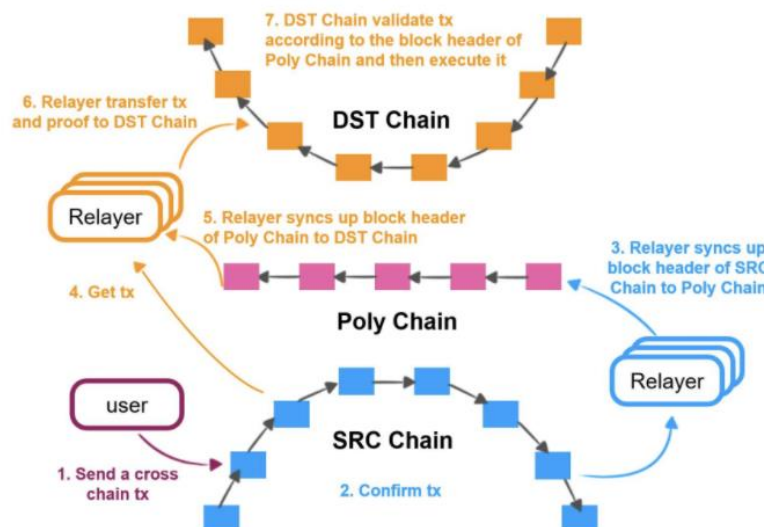 7. DST Chain validate tx
according to the block header of
Poly Chain and then execute it
6. Relayer transfer tx
and proof to DST Chain
DST Chain
Relayer
5. Relayer syncs up block header
of Poly Chain to DST Chain
3. Relayer syncs up
block header of SRC
Chain to Poly Chain
4. Get tx
Poly Chain
Relayer
user
SRC Chain
1. Send a cross
chain tx
2. Confirm tx